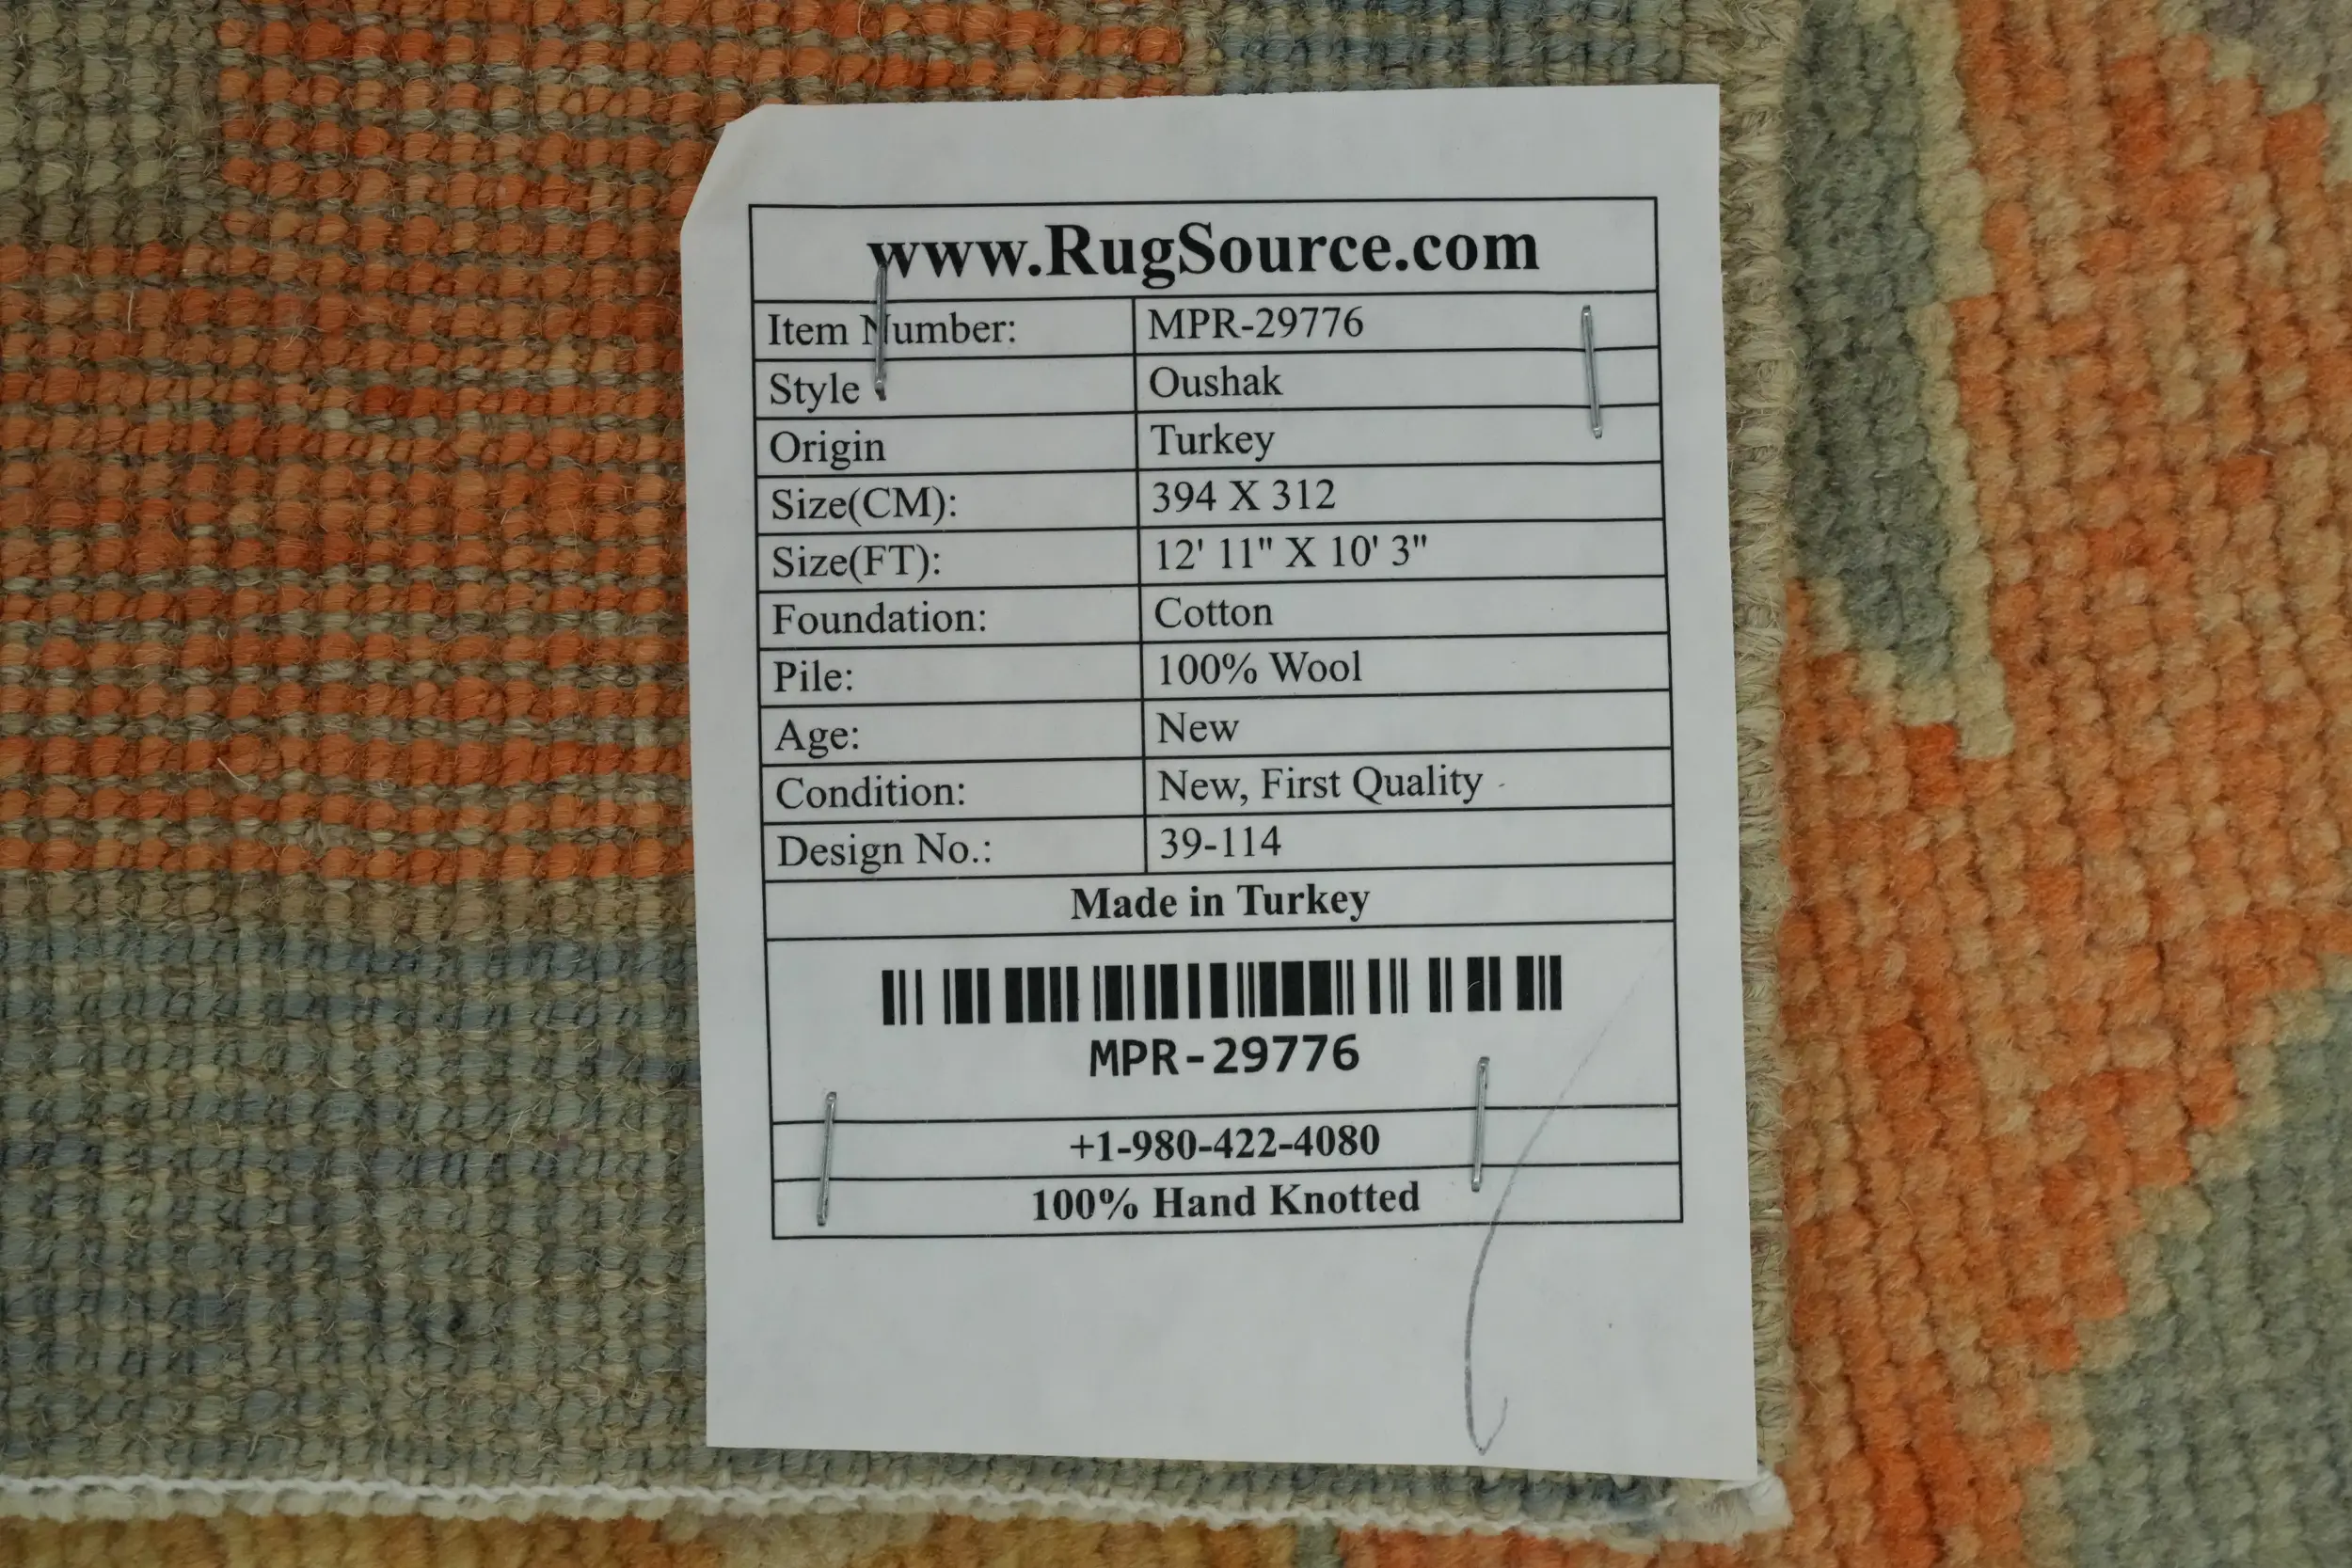 www.RugSource.com
Item Number: MPR-29776
Style Oushak
Origin Turkey
Size(CM): 394 X 312
Size(FT): 12' 11" X 10' 3"
Foundation: Cotton
Pile: 100% Wool
Age: New
Condition: New, First Quality
Design No.: 39-114
Made in Turkey
MPR-29776
+1-980-422-4080
100% Hand Knotted